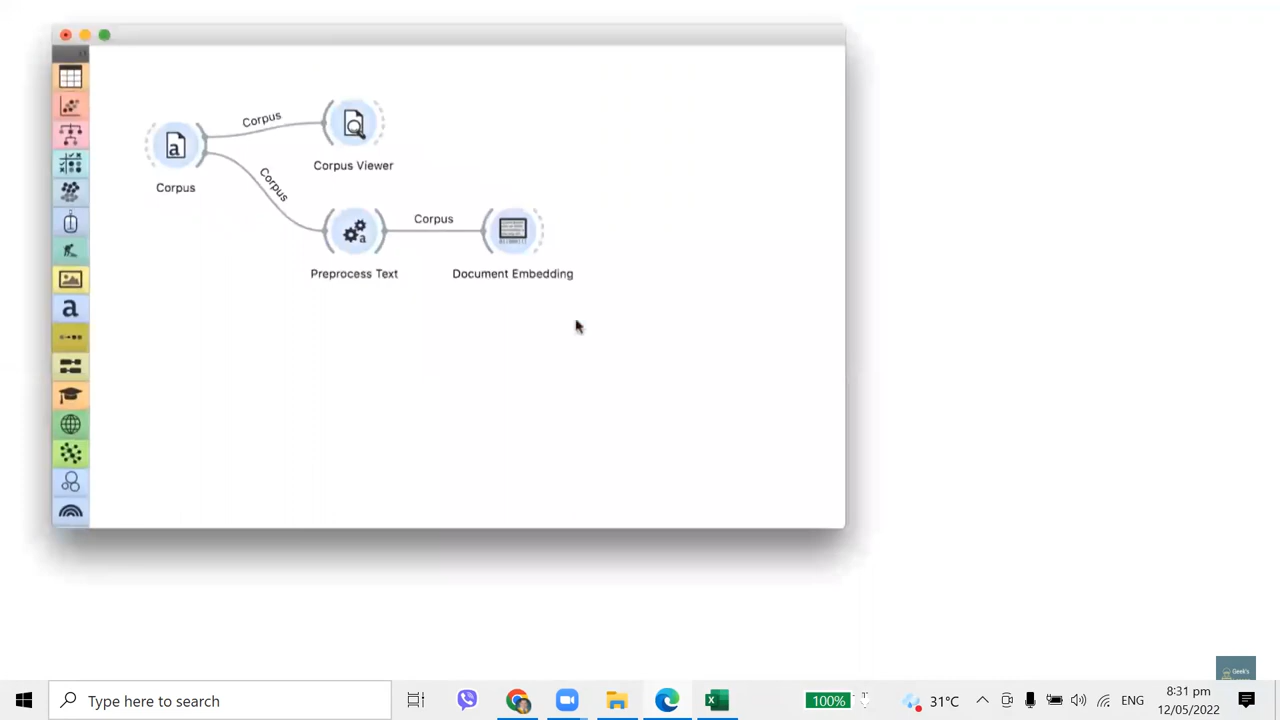 Corpus
Corpus Viewer
Corpus
Corpus
Corpus
Preprocess Text
Document Embedding
a
a
a
Geek's
Type here to search
100%
31°C
ENG
8:31 pm
12/05/2022